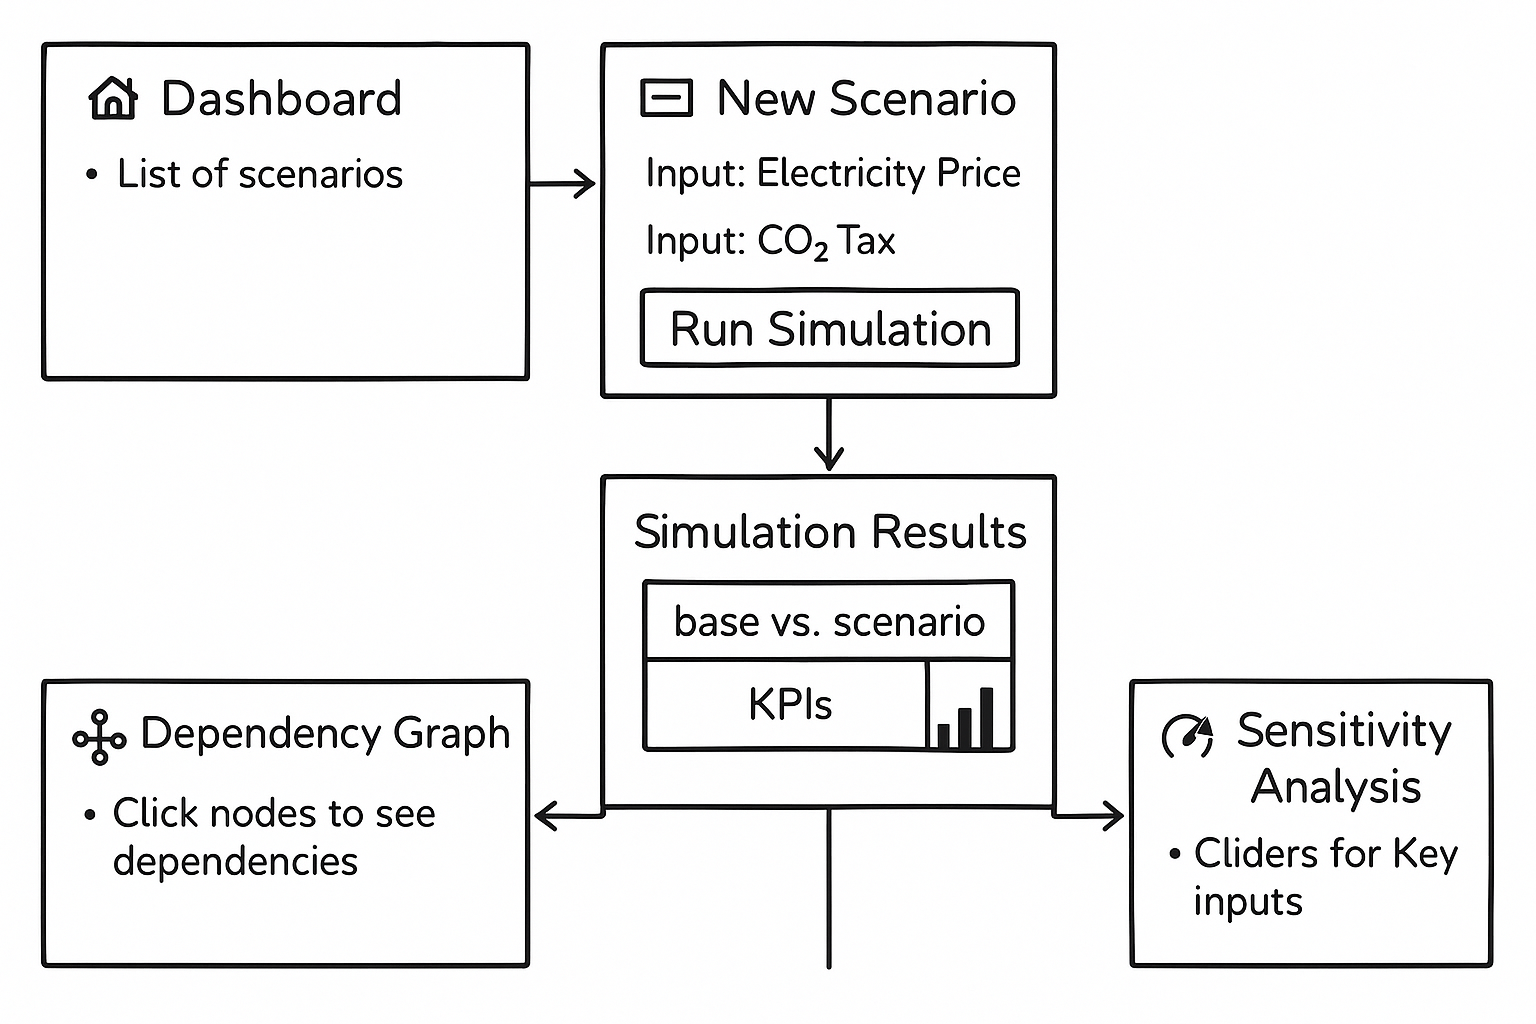 Dashboard
• List of scenarios
New Scenario
Input: Electricity Price
Input: CO₂ Tax
Run Simulation
Simulation Results
base vs. scenario
KPIs
Dependency Graph
• Click nodes to see
dependencies
Sensitivity
Analysis
• Cliders for Key
inputs